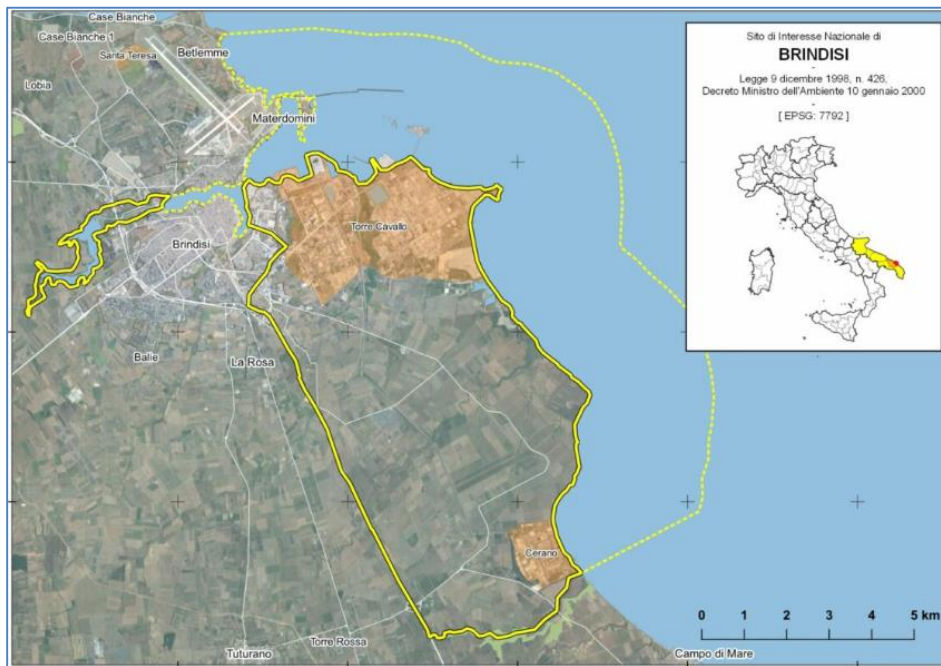 Case Bianche
Case Bianche 1
Santa Teresa
Betlemme
Lobia
Materdomini
Torre Cavallo
Brindisi
Balie
La Rosa
Cerano
Torre Rossa
Tuturano
Campo di Mare
Sito di Interesse Nazionale di
BRINDISI
-
Legge 9 dicembre 1998, n. 426,
Decreto Ministro dell'Ambiente 10 gennaio 2000
-
[ EPSG: 7792 ]
0 1 2 3 4 5 km